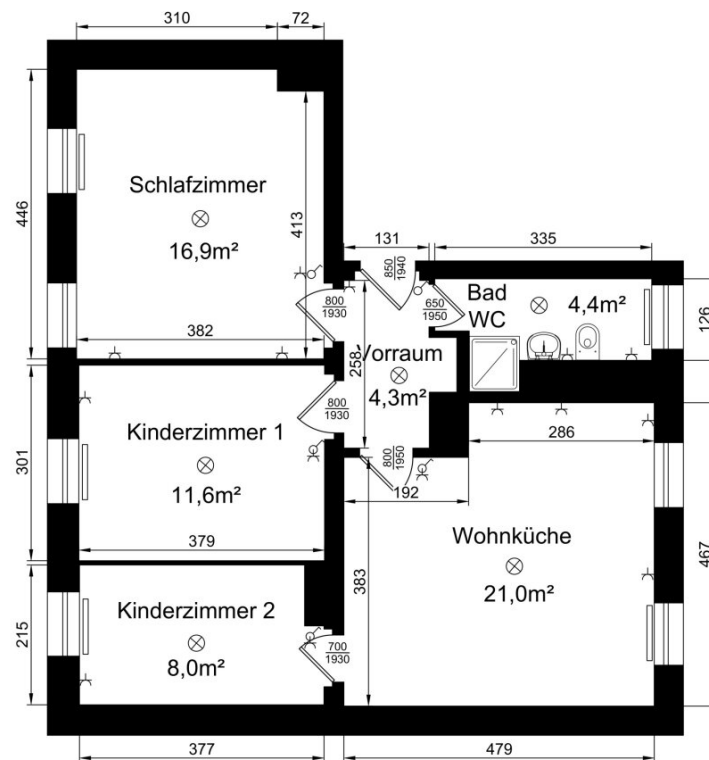 310
72
446
Schlafzimmer
16,9m²
413
382
131
335
850
1940
650
1950
Bad
WC
4,4m²
126
800
1930
258
Vorraum
4,3m²
301
Kinderzimmer 1
11,6m²
379
800
1930
800
1950
192
286
383
Wohnküche
21,0m²
467
215
Kinderzimmer 2
8,0m²
700
1930
377
479